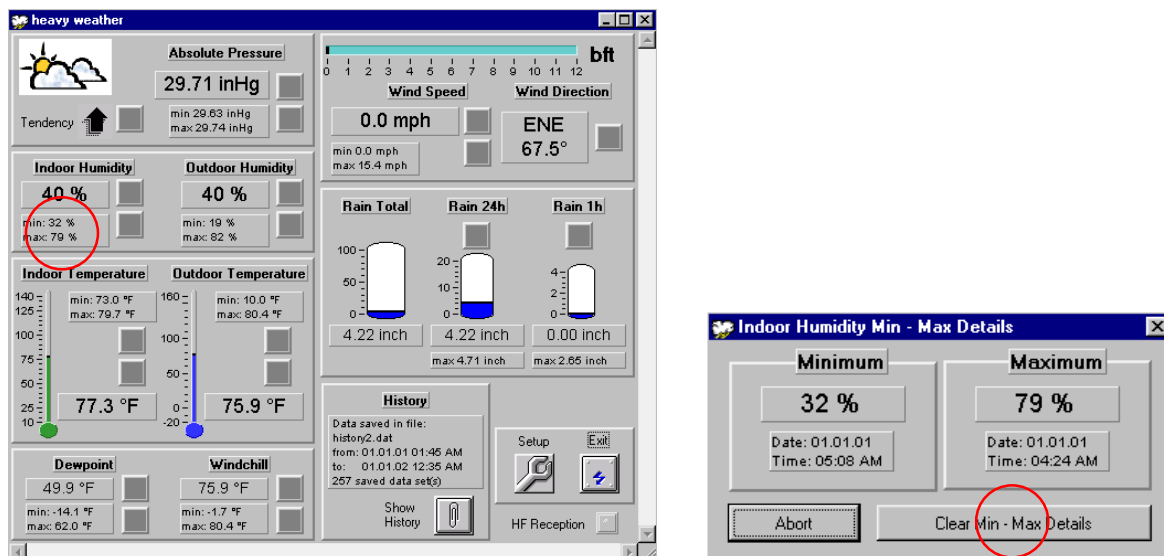 heavy weather
Absolute Pressure
29.71 inHg
Tendency
min 29.63 inHg
max 29.74 inHg
Indoor Humidity
Outdoor Humidity
40 %
40 %
min: 32 %
max: 79 %
min: 19 %
max: 82 %
Indoor Temperature
Outdoor Temperature
140
125
100
75
50
25
10
min: 73.0 °F
max: 79.7 °F
77.3 °F
160
100
50
0
-20
min: 10.0 °F
max: 80.4 °F
75.9 °F
Dewpoint
Windchill
49.9 °F
75.9 °F
min: -14.1 °F
max: 62.0 °F
min: -1.7 °F
max: 80.4 °F
bft
0 1 2 3 4 5 6 7 8 9 10 11 12
Wind Speed
Wind Direction
0.0 mph
ENE
67.5°
min 0.0 mph
max 15.4 mph
Rain Total
Rain 24h
Rain 1h
100
50
0
20
10
0
4
2
0
4.22 inch
4.22 inch
0.00 inch
max 4.71 inch
max 2.65 inch
History
Data saved in file:
history2.dat
from: 01.01.01 01:45 AM
to: 01.01.02 12:35 AM
257 saved data set(s)
Show
History
Setup
Exit
HF Reception
Indoor Humidity Min - Max Details
Minimum
Maximum
32 %
79 %
Date: 01.01.01
Time: 05:08 AM
Date: 01.01.01
Time: 04:24 AM
Abort
Clear Min - Max Details